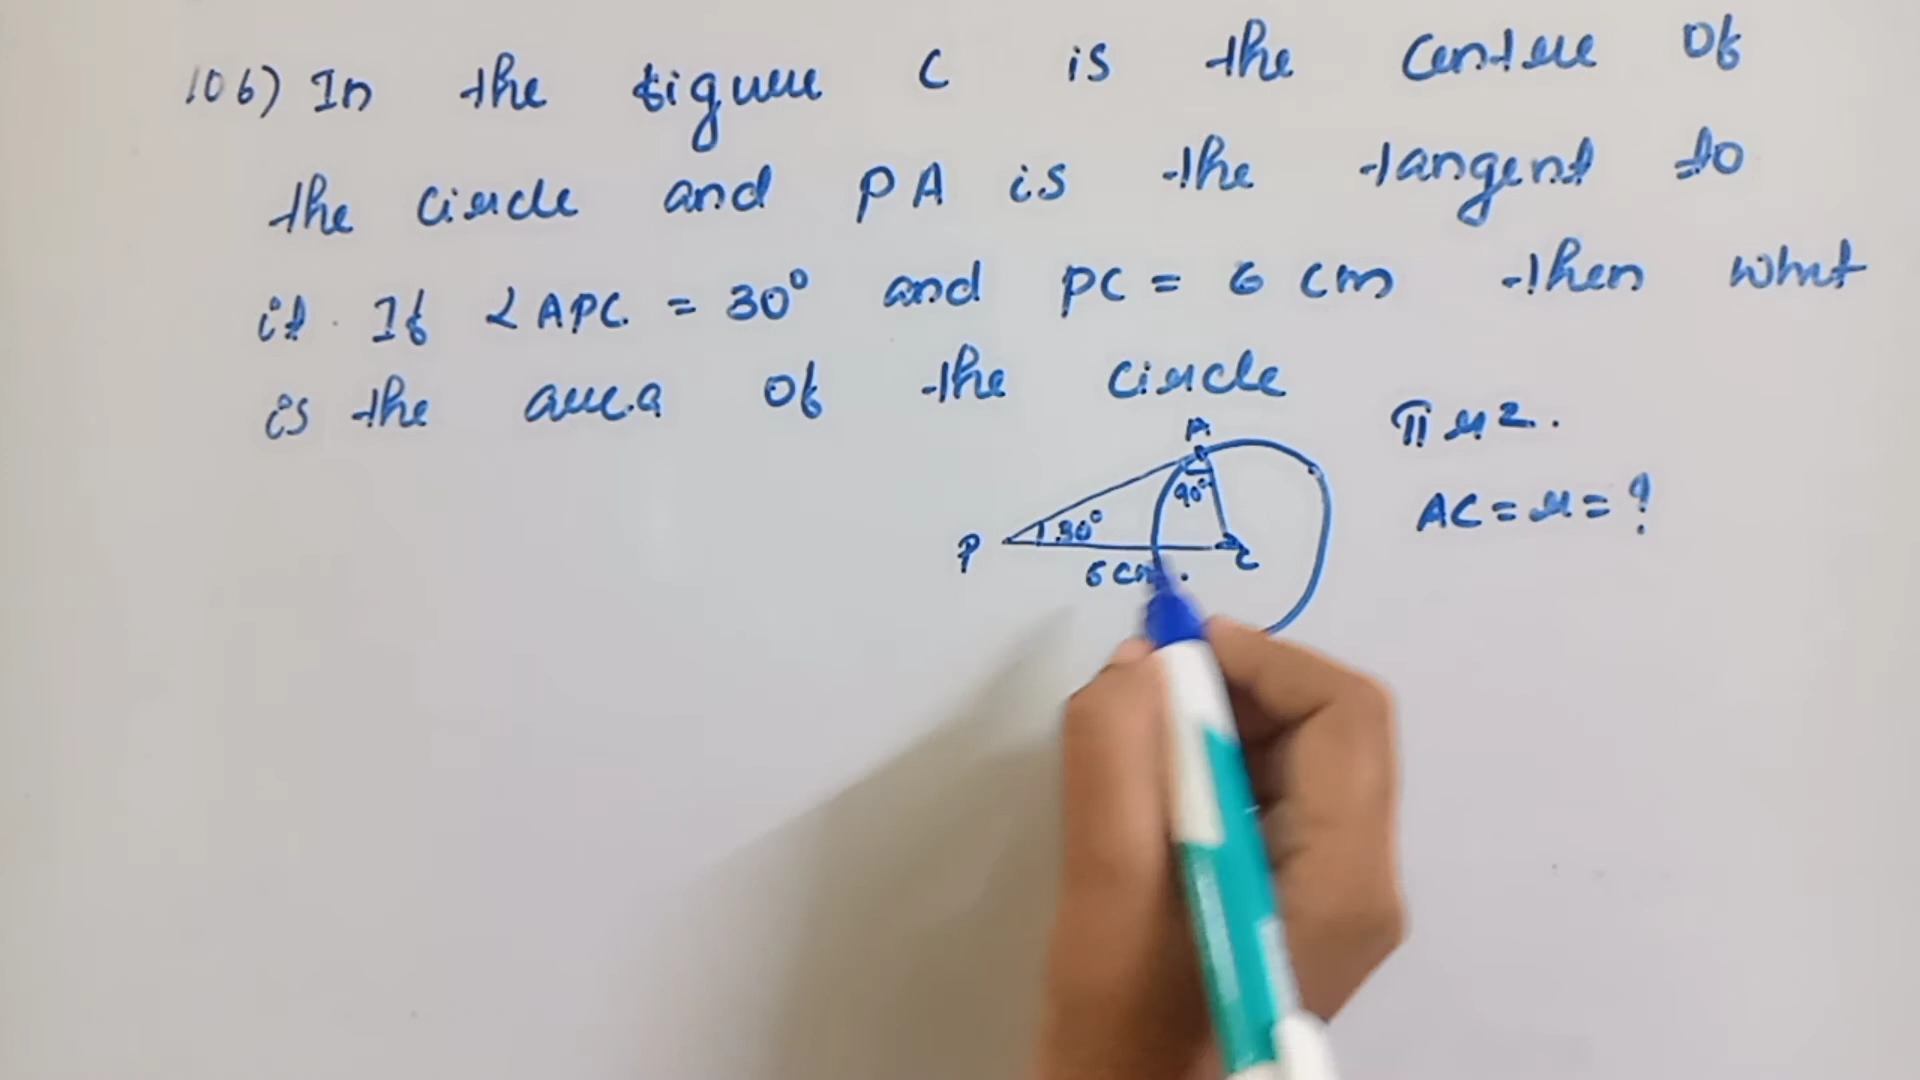 106) In the figure C is the centre of
the circle and PA is the tangent to
it. If ∠APC = 30° and PC = 6 cm then what
is the area of the circle
πr2.
A
AC = r = ?
90°
P 30°
6 cm. C